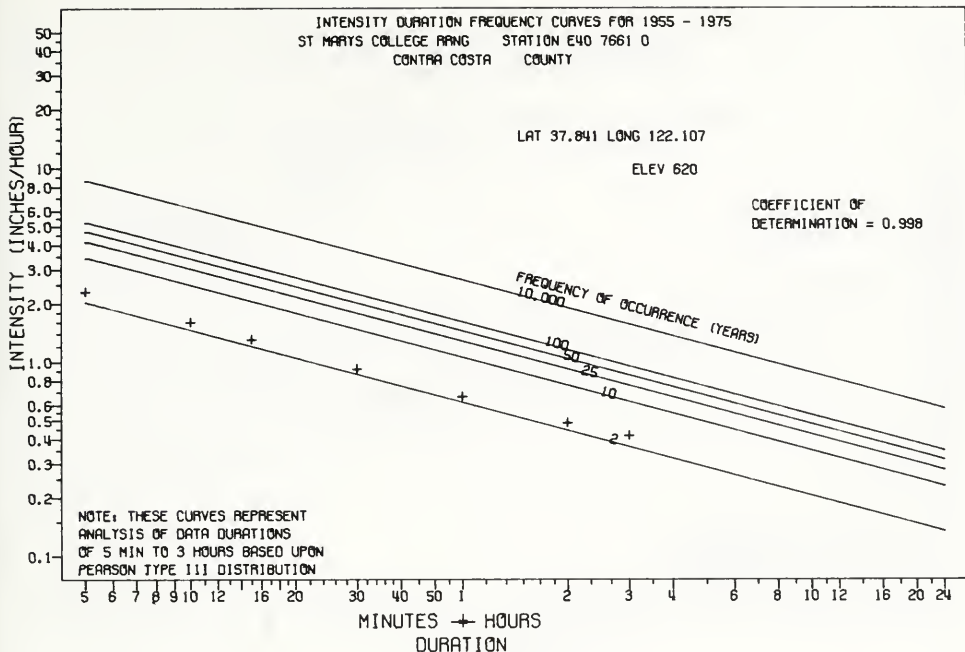 INTENSITY DURATION FREQUENCY CURVES FOR 1955 - 1975
ST MARYS COLLEGE RRNG STATION E40 7661 0
CONTRA COSTA COUNTY
LAT 37.841 LONG 122.107
ELEV 620
COEFFICIENT OF
DETERMINATION = 0.998
INTENSITY (INCHES/HOUR)
50
40
30
20
10
8.0
6.0
5.0
4.0
3.0
2.0
1.0
0.8
0.6
0.5
0.4
0.3
0.2
0.1
FREQUENCY OF OCCURRENCE (YEARS)
10.000
100
50
25
10
2
NOTE: THESE CURVES REPRESENT
ANALYSIS OF DATA DURATIONS
OF 5 MIN TO 3 HOURS BASED UPON
PEARSON TYPE III DISTRIBUTION
5 6 7 8 9 10 16 20 30 40 50 1 2 3 4 6 8 10 12 16 20 24
MINUTES + HOURS
DURATION